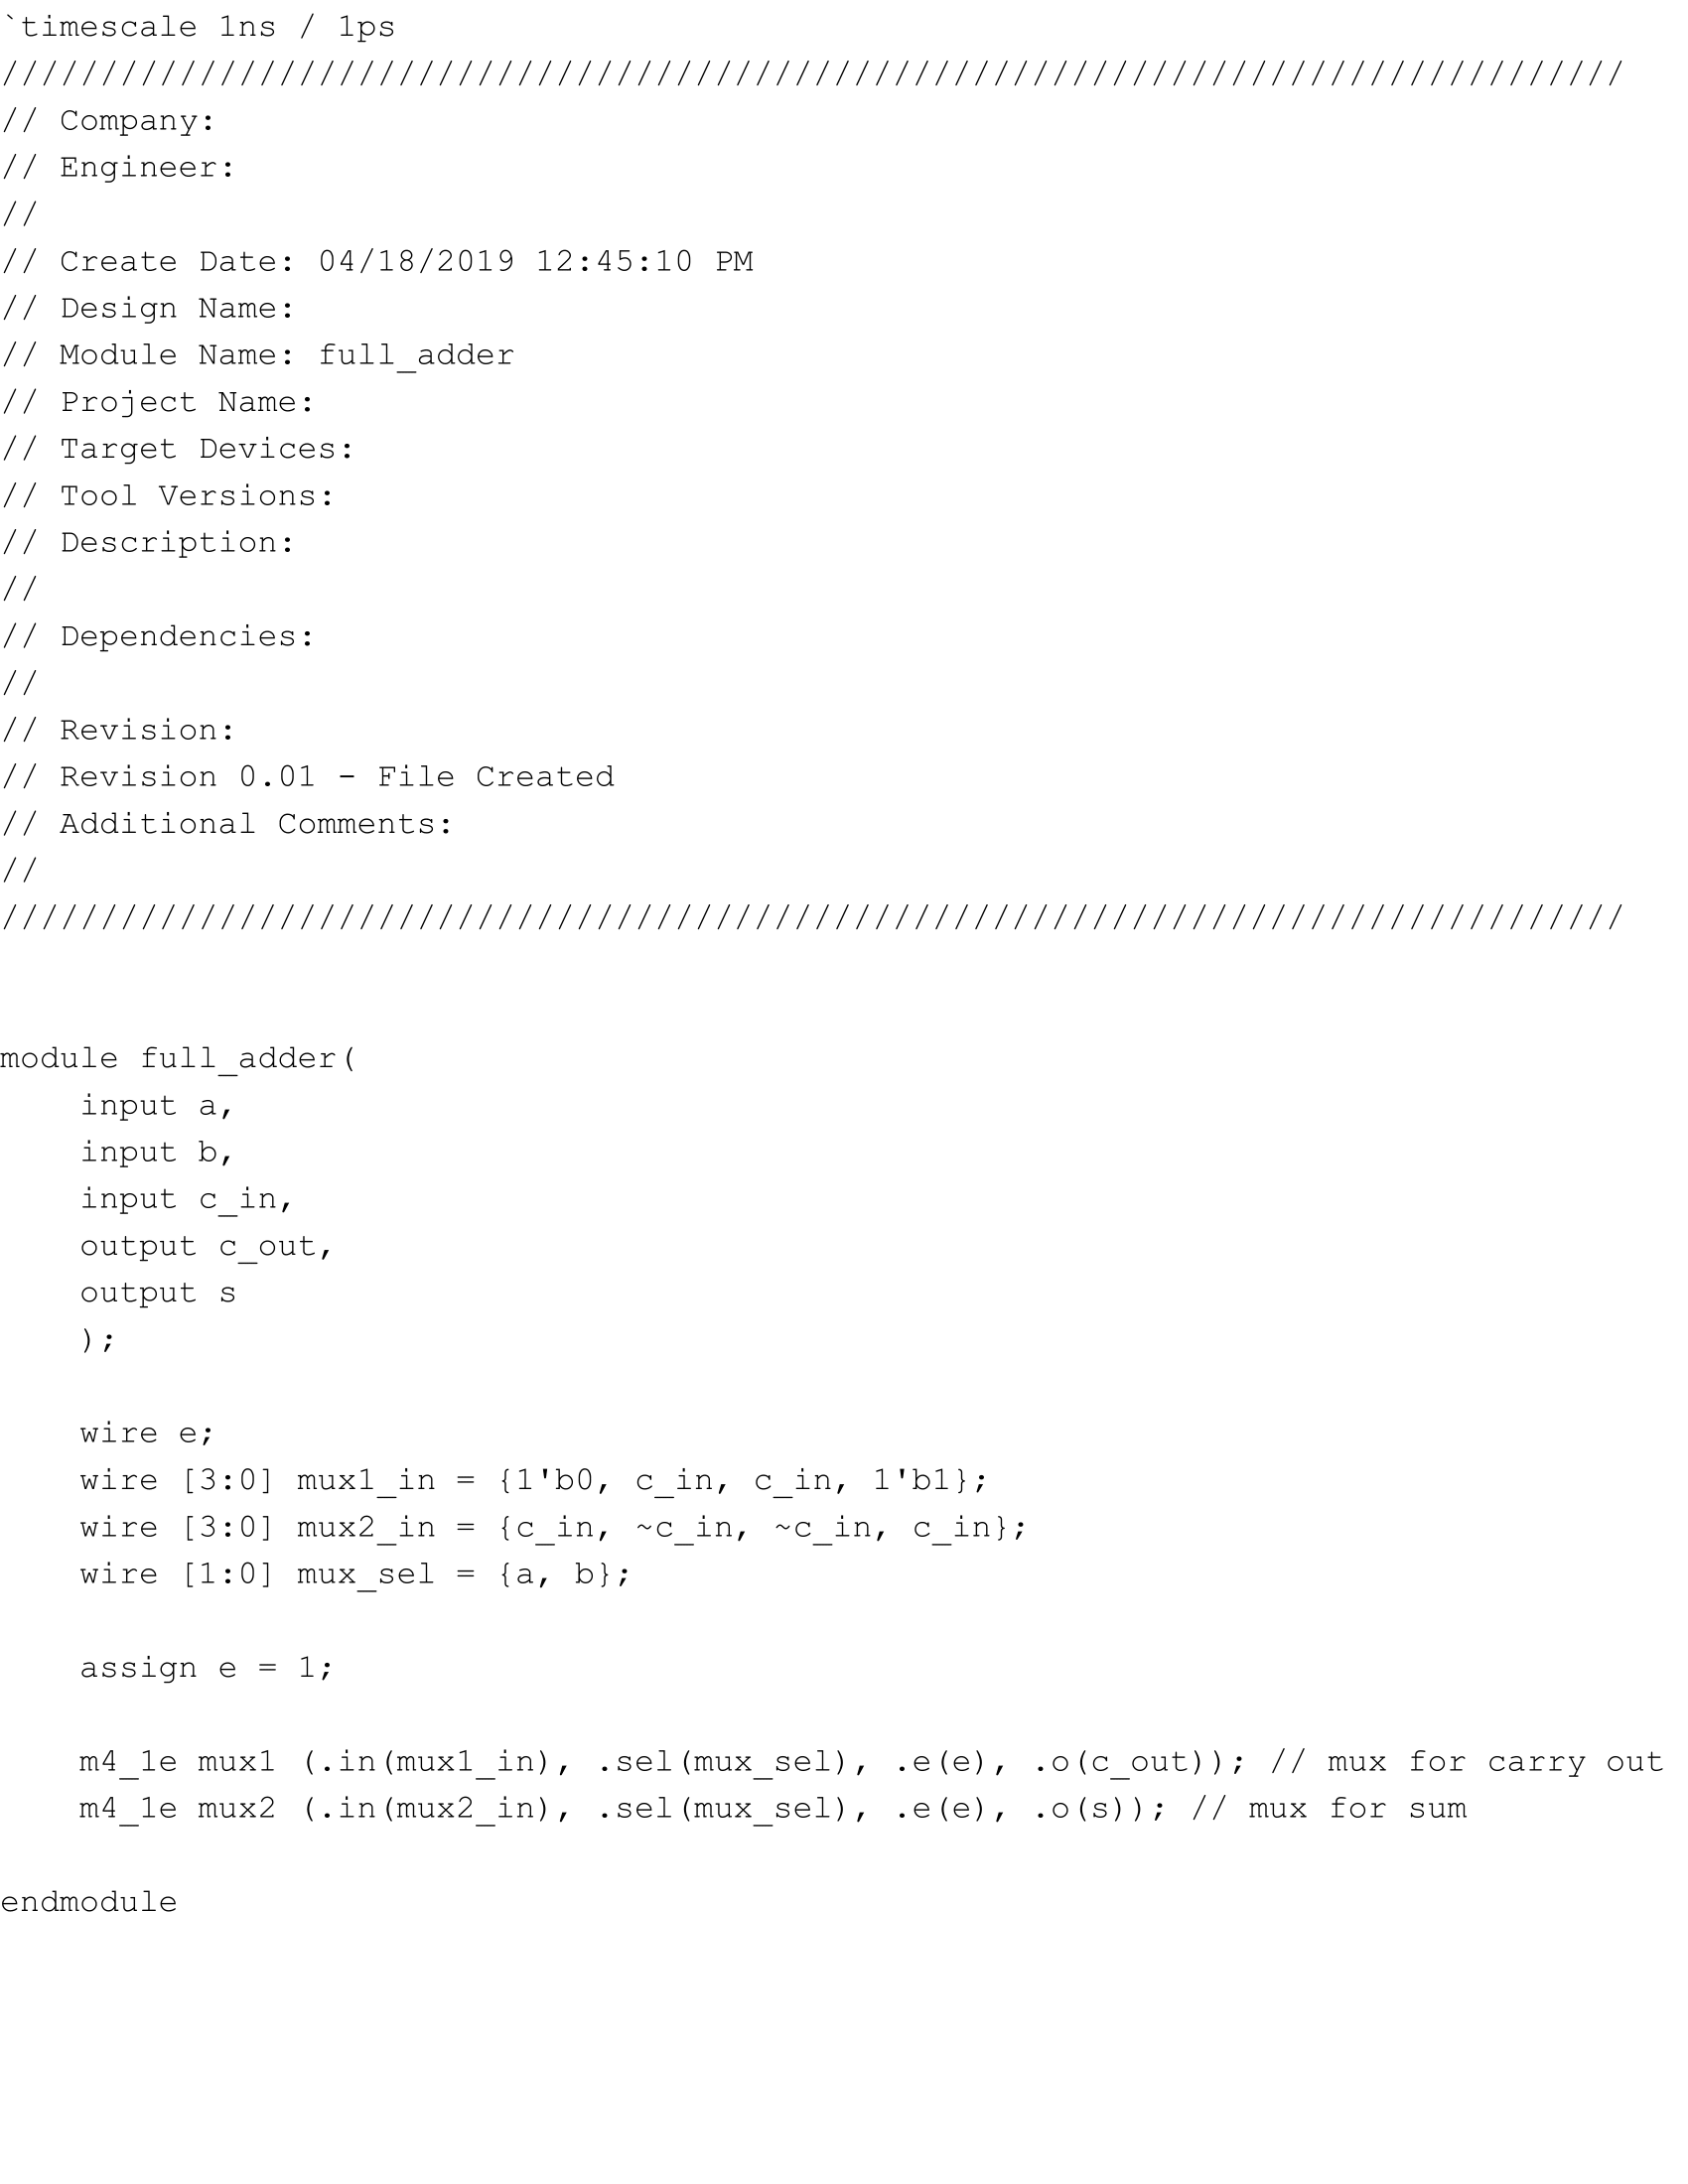 `timescale 1ns / 1ps
//////////////////////////////////////////////////////////////////////////////////
// Company:
// Engineer:
//
// Create Date: 04/18/2019 12:45:10 PM
// Design Name:
// Module Name: full_adder
// Project Name:
// Target Devices:
// Tool Versions:
// Description:
//
// Dependencies:
//
// Revision:
// Revision 0.01 - File Created
// Additional Comments:
//
//////////////////////////////////////////////////////////////////////////////////
module full_adder(
    input a,
    input b,
    input c_in,
    output c_out,
    output s
    );
    wire e;
    wire [3:0] mux1_in = {1'b0, c_in, c_in, 1'b1};
    wire [3:0] mux2_in = {c_in, ~c_in, ~c_in, c_in};
    wire [1:0] mux_sel = {a, b};
    assign e = 1;
    m4_1e mux1 (.in(mux1_in), .sel(mux_sel), .e(e), .o(c_out)); // mux for carry out
    m4_1e mux2 (.in(mux2_in), .sel(mux_sel), .e(e), .o(s)); // mux for sum
endmodule